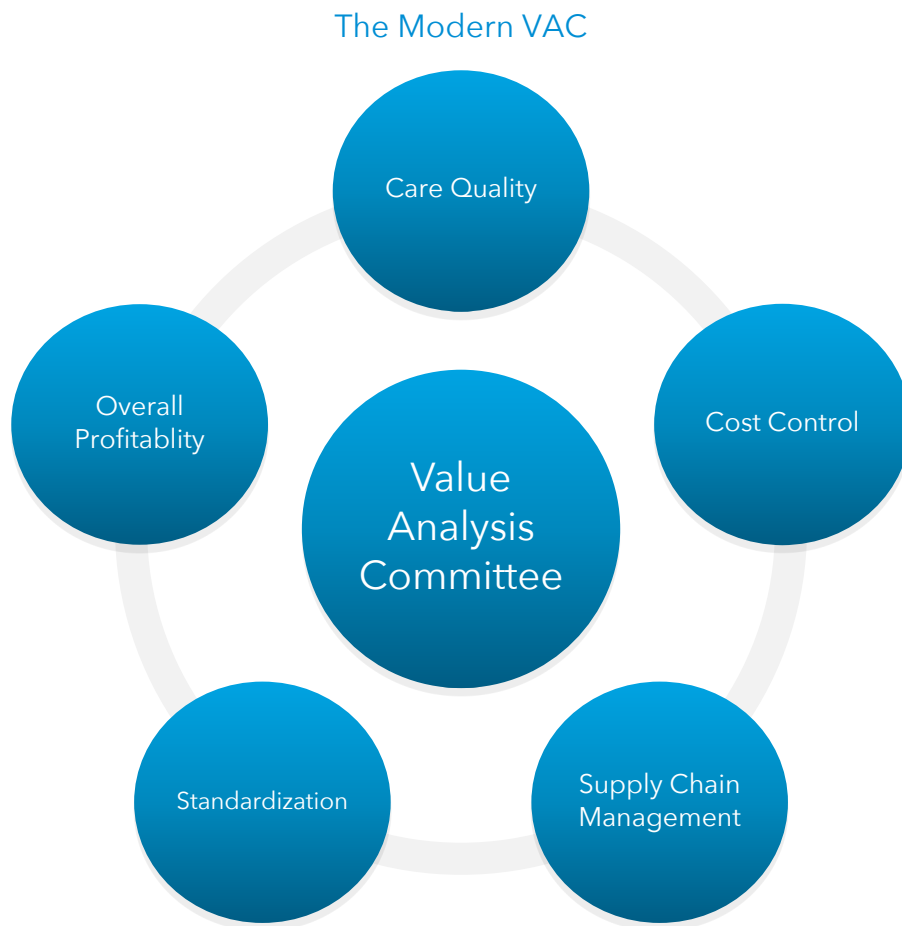 The Modern VAC
Care Quality
Overall
Profitablity
Cost Control
Value
Analysis
Committee
Standardization
Supply Chain
Management